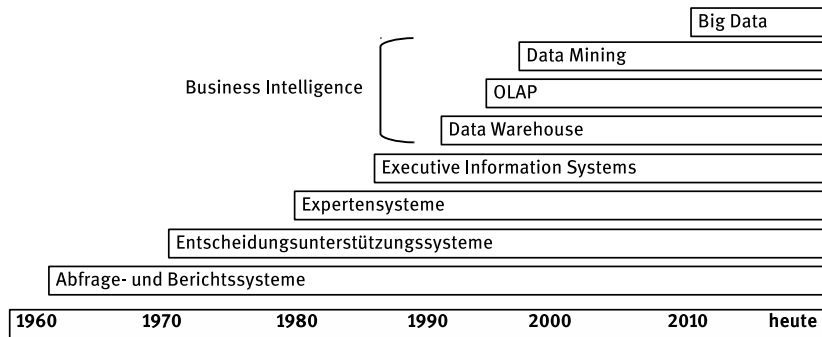 Big Data
Data Mining
Business Intelligence
OLAP
Data Warehouse
Executive Information Systems
Expertensysteme
Entscheidungsunterstützungssysteme
Abfrage- und Berichtssysteme
1960 1970 1980 1990 2000 2010 heute